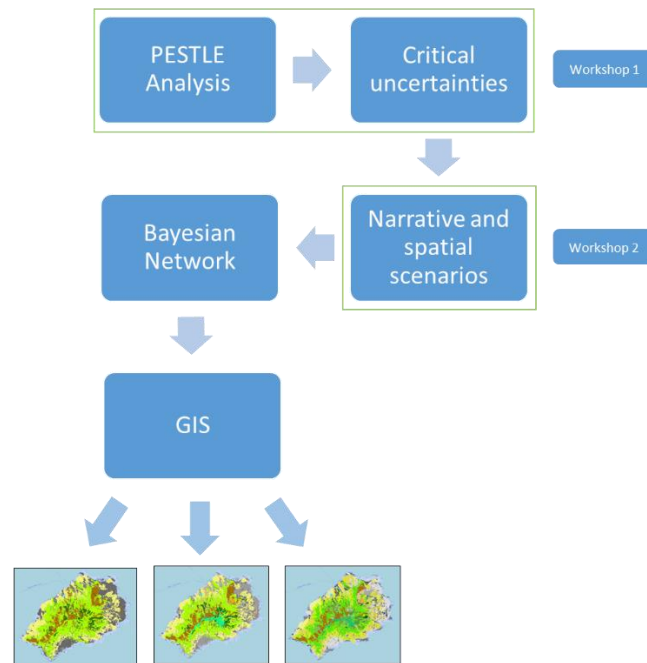 PESTLE
Analysis
Critical
uncertainties
Workshop 1
Bayesian
Network
Narrative and
spatial
scenarios
Workshop 2
GIS